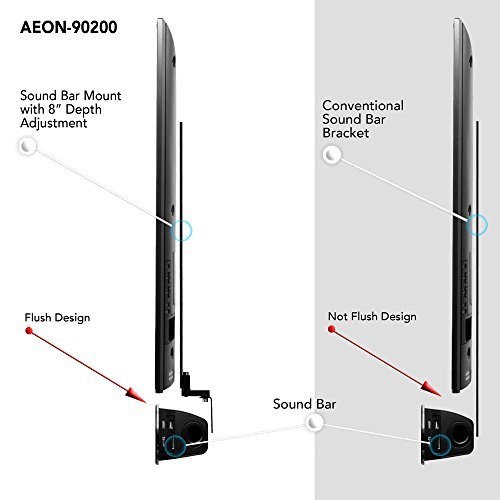 AEON-90200
Sound Bar Mount
with 8" Depth
Adjustment
Conventional
Sound Bar
Bracket
Flush Design
Not Flush Design
Sound Bar